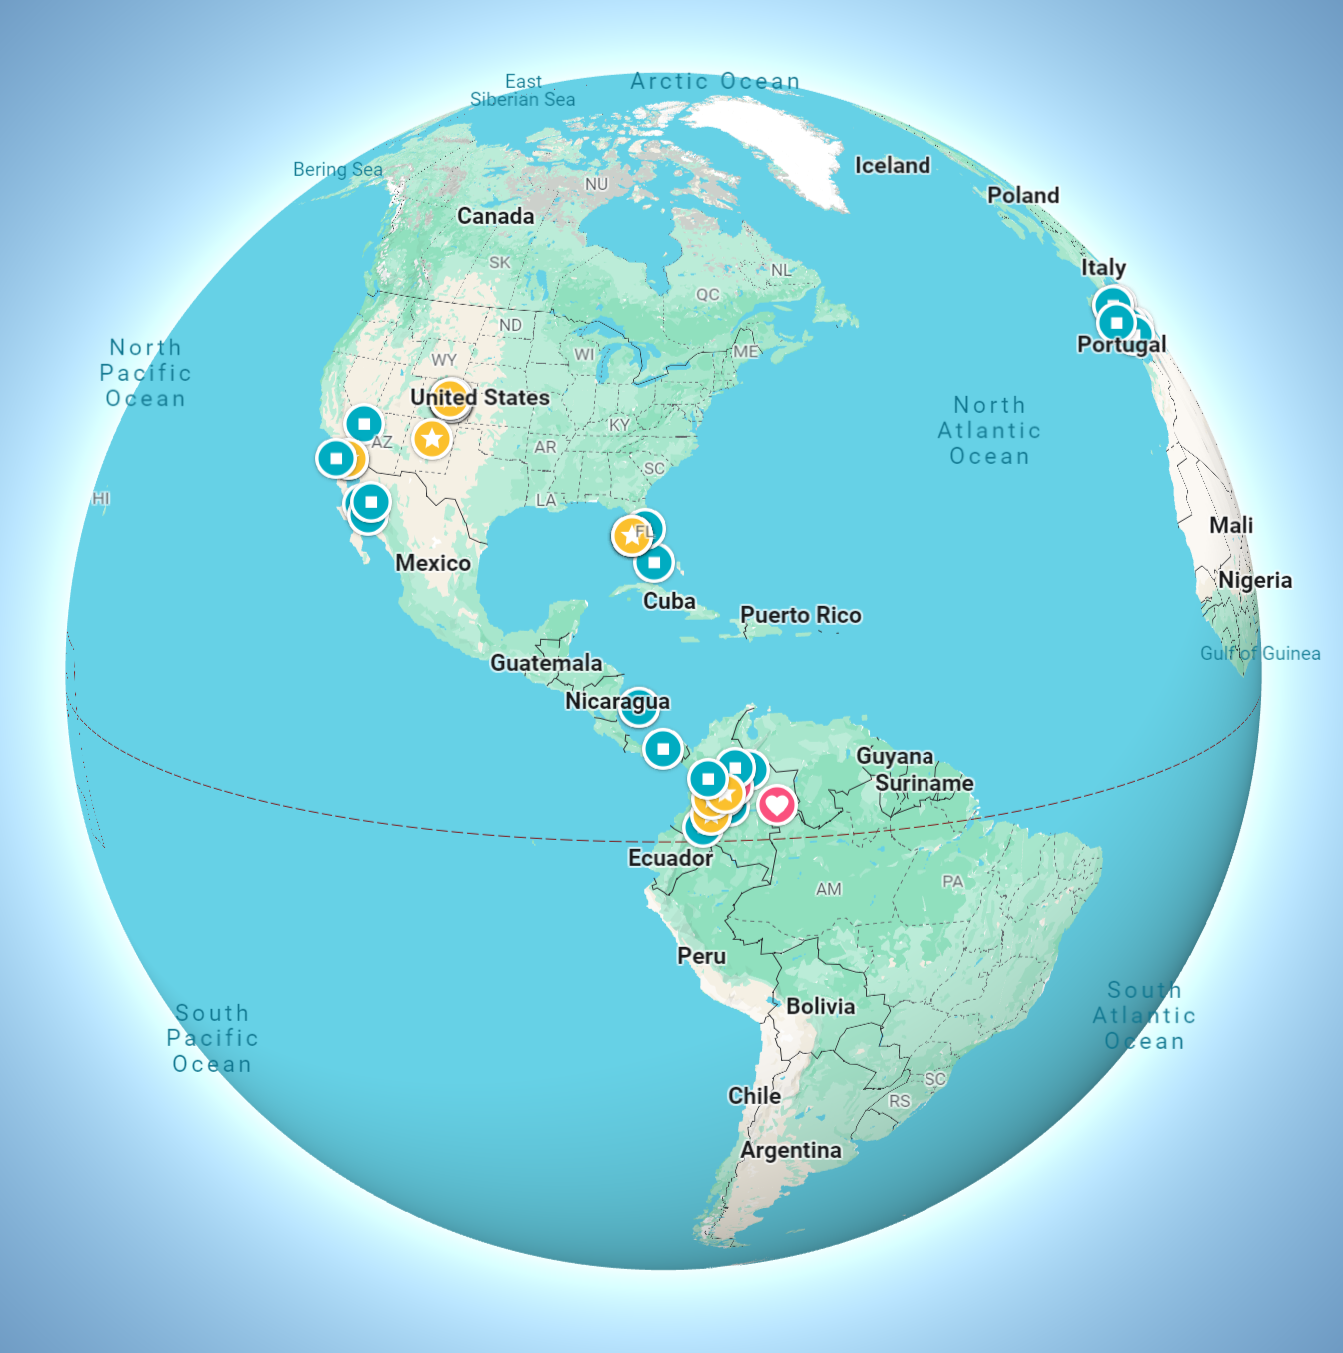 East
Siberian Sea
Arctic Ocean
Bering Sea
Iceland
NU
Poland
Canada
SK
NL
Italy
QC
ND
North
Pacific
Ocean
WY
WI
ME
Portugal
United States
North
Atlantic
Ocean
KY
AZ
AR
SC
HI
LA
FL
Mali
Mexico
Nigeria
Cuba
Puerto Rico
Gulf of Guinea
Guatemala
Nicaragua
Guyana
Suriname
Ecuador
AM
PA
Peru
Bolivia
South
Pacific
Ocean
South
Atlantic
Ocean
SC
Chile
RS
Argentina